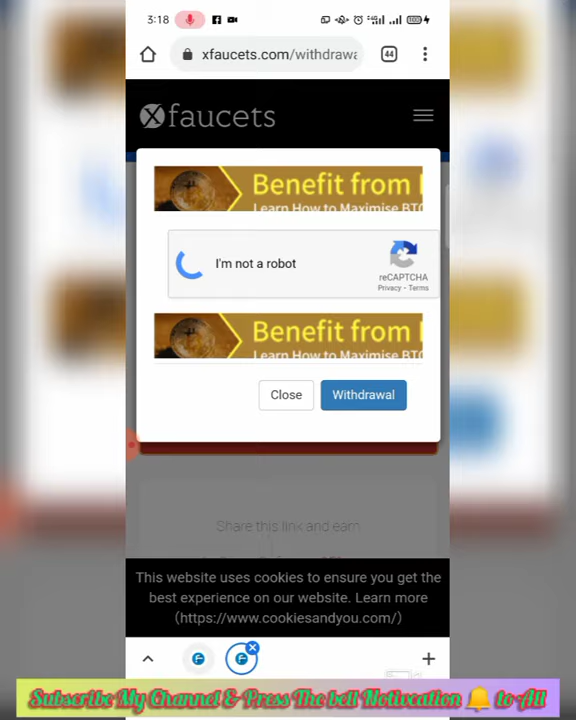 3:18
xfaucets.com/withdrawa
44
xfaucets
Benefit from
Learn How to Maximise BTC
I'm not a robot
reCAPTCHA
Privacy - Terms
Benefit from
Learn How to Maximise BTC
Close
Withdrawal
Share this link and earn
This website uses cookies to ensure you get the
best experience on our website. Learn more
(https://www.cookiesandyou.com/)
Subscribe My Channel & Press The bell Notivcation 🔔 to All